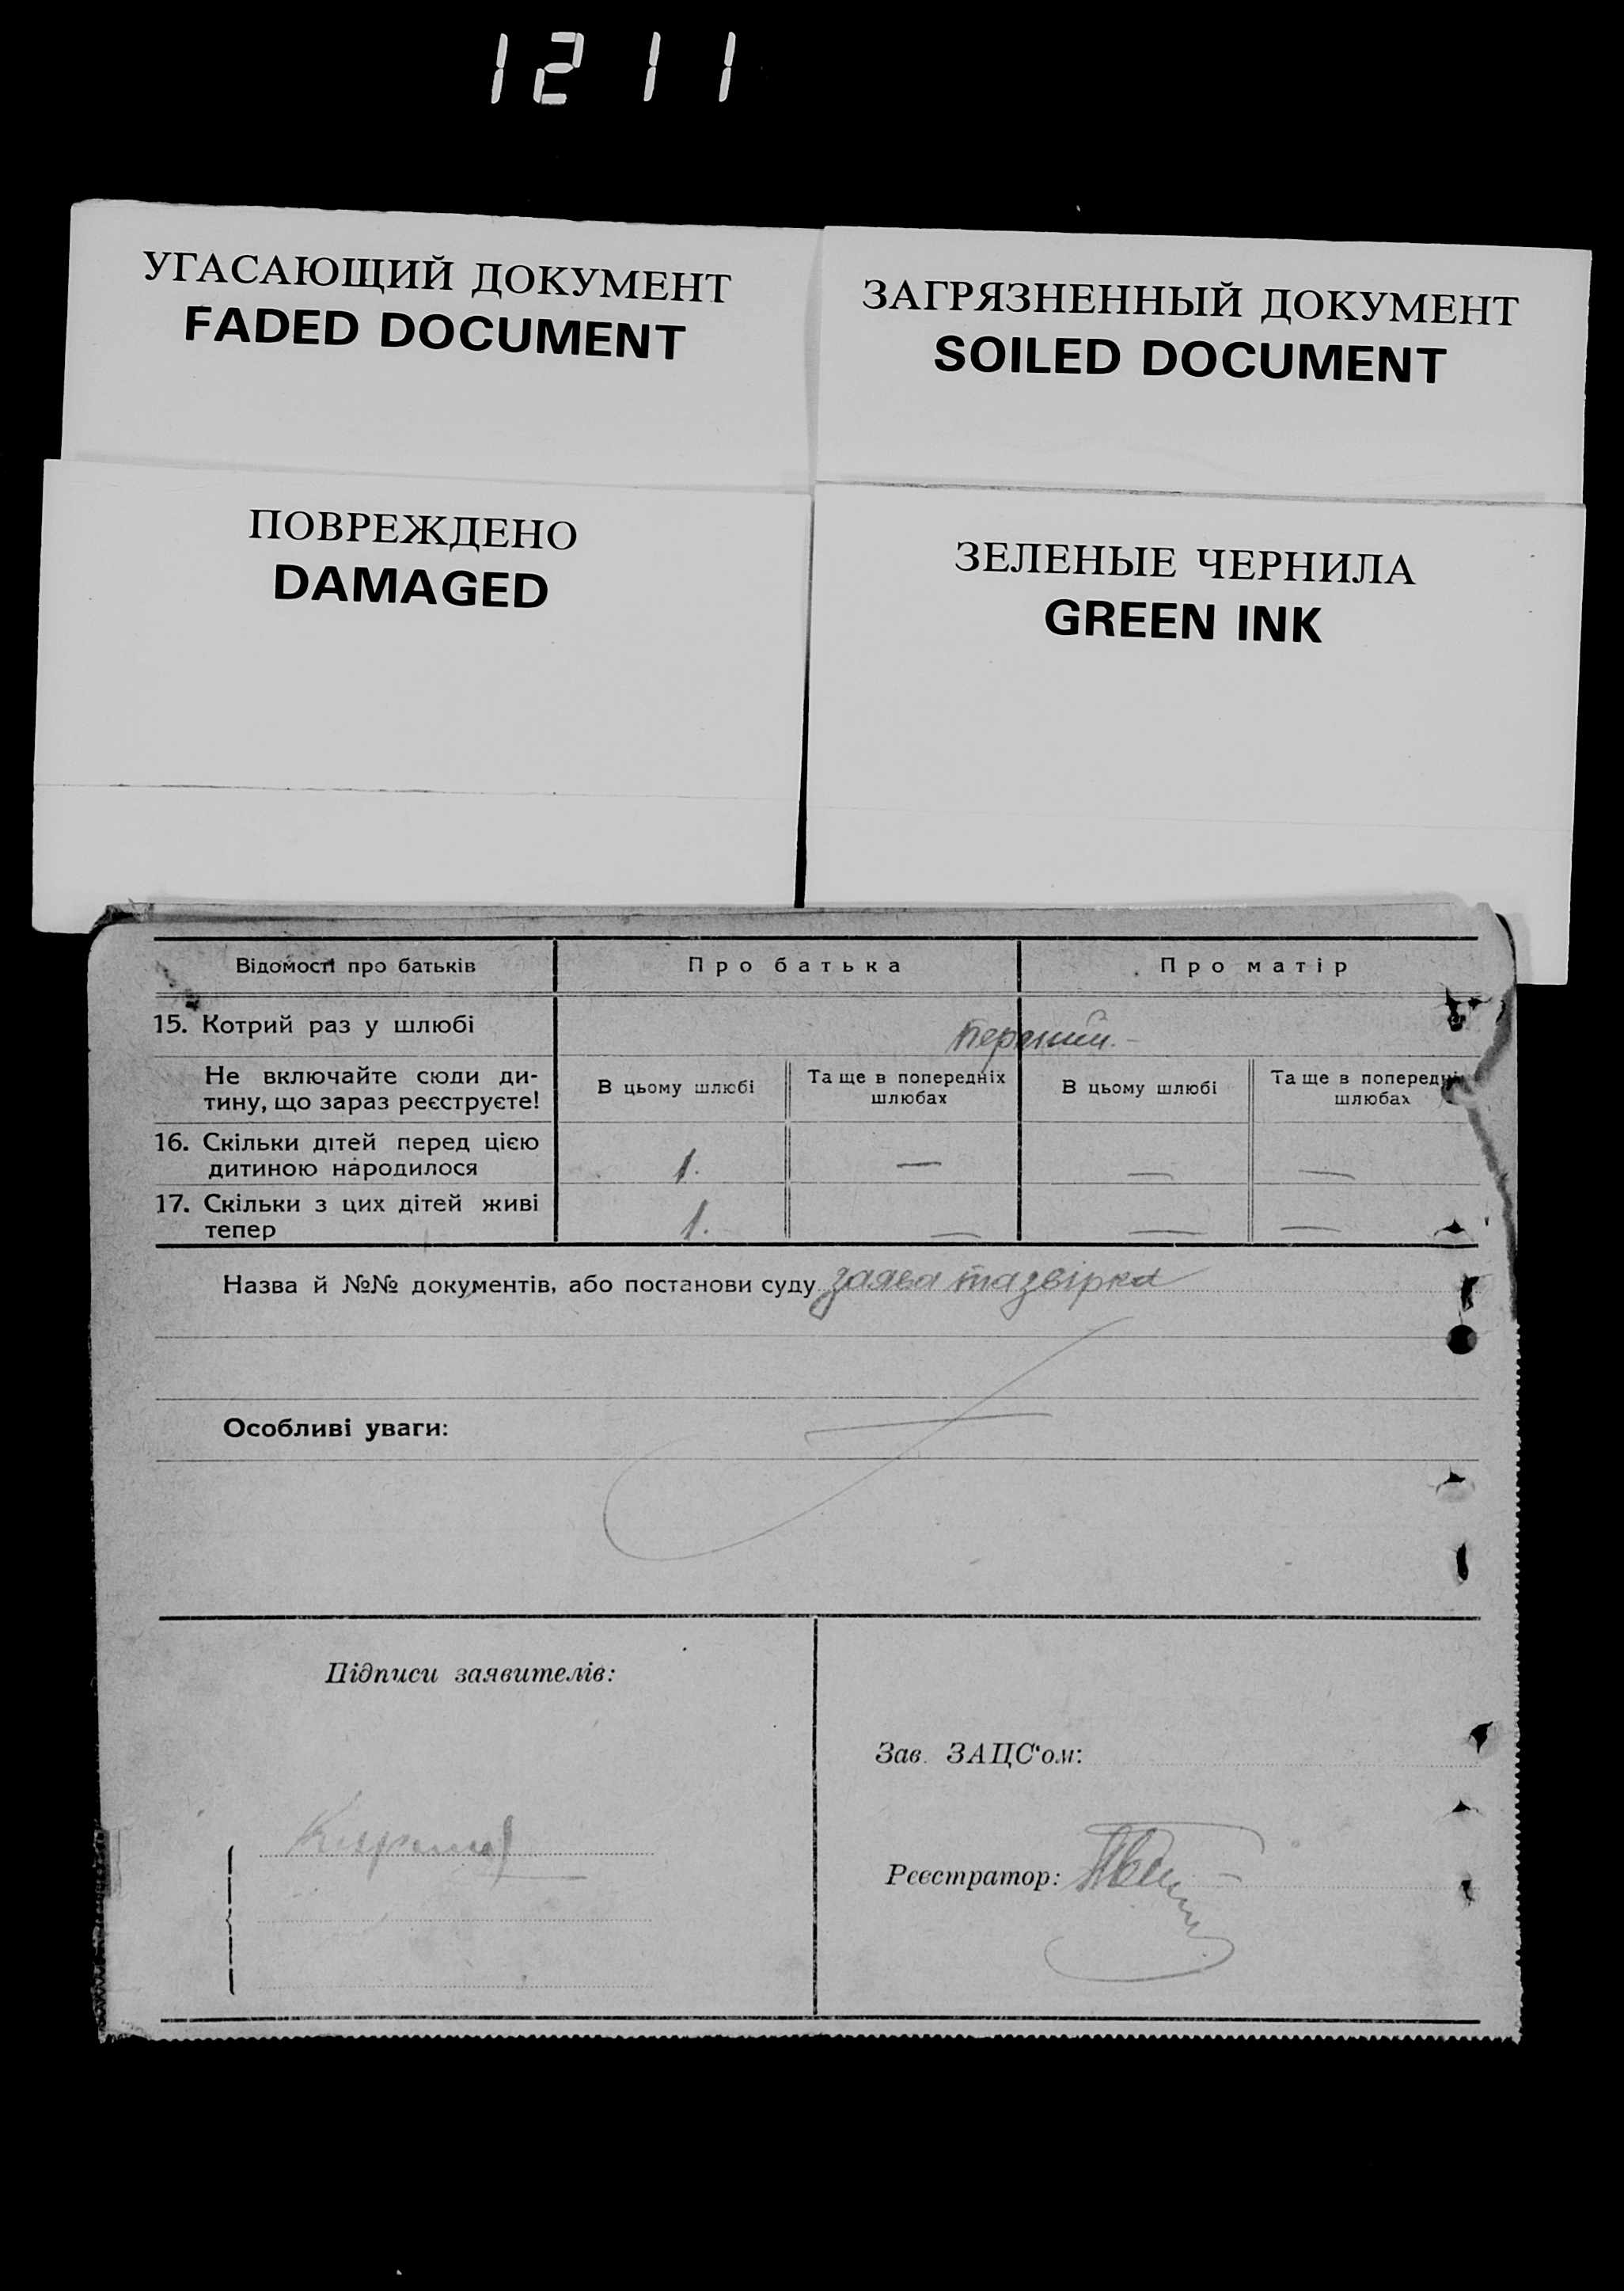 1211
УГАСАЮЩИЙ ДОКУМЕНТ
FADED DOCUMENT
ЗАГРЯЗНЕННЫЙ ДОКУМЕНТ
SOILED DOCUMENT
ПОВРЕЖДЕНО
DAMAGED
ЗЕЛЕНЫЕ ЧЕРНИЛА
GREEN INK
Відомості про батьків
Про батька
Про матір
15. Котрий раз у шлюбі
перший.-
Не включайте сюди ди-
тину, що зараз реєструєте!
В цьому шлюбі
Та ще в попередніх
шлюбах
В цьому шлюбі
Та ще в попередніх
шлюбах
16. Скільки дітей перед цією
дитиною народилося
1. — — —
17. Скільки з цих дітей живі
тепер
1. — — —
Назва й №№ документів, або постанови суду заява та звірка
Особливі уваги:
Підписи заявителів:
Зав. ЗАЦС'ом:
Реєстратор: